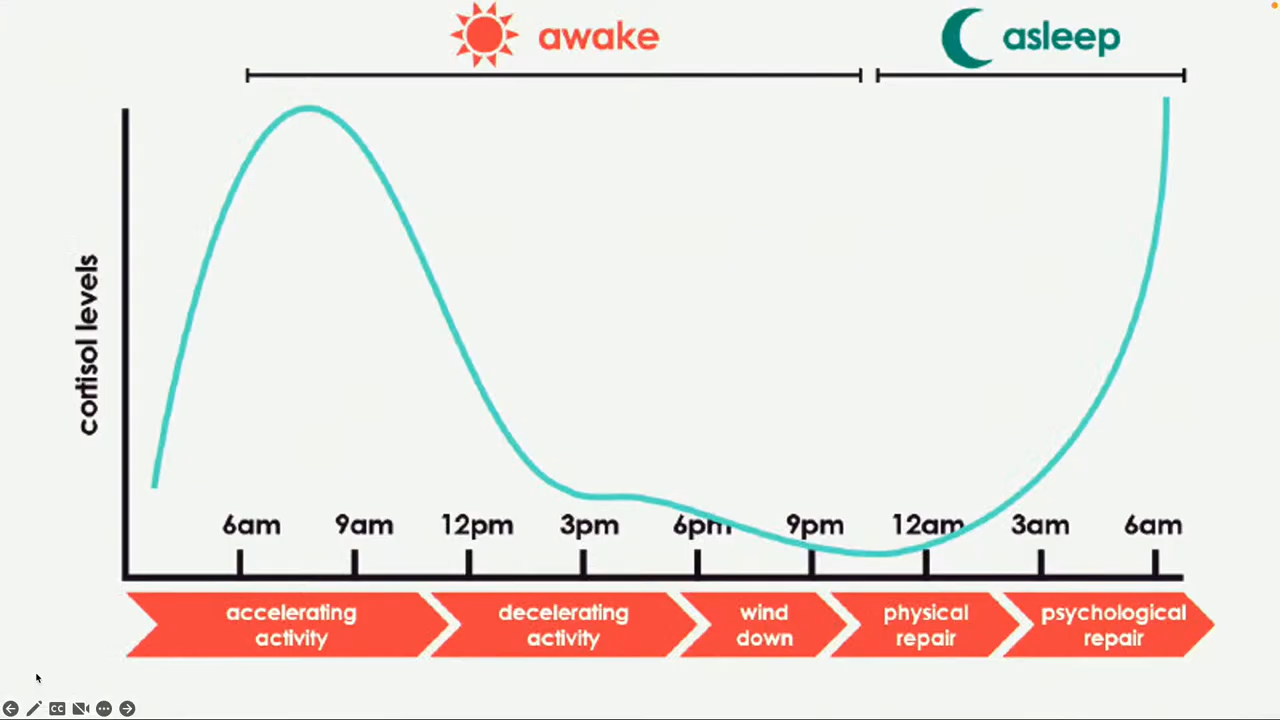 awake
asleep
cortisol levels
6am 9am 12pm 3pm 6pm 9pm 12am 3am 6am
accelerating
activity
decelerating
activity
wind
down
physical
repair
psychological
repair
CC